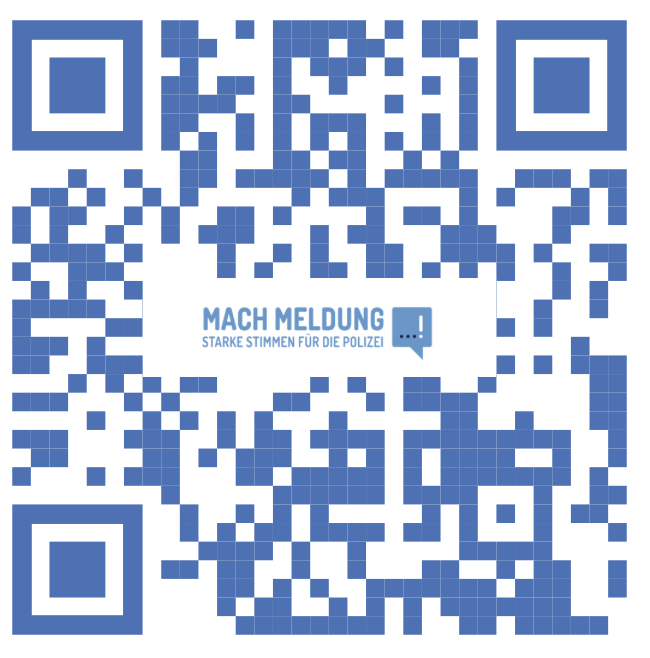 MACH MELDUNG
STARKE STIMMEN FÜR DIE POLIZEI
...!